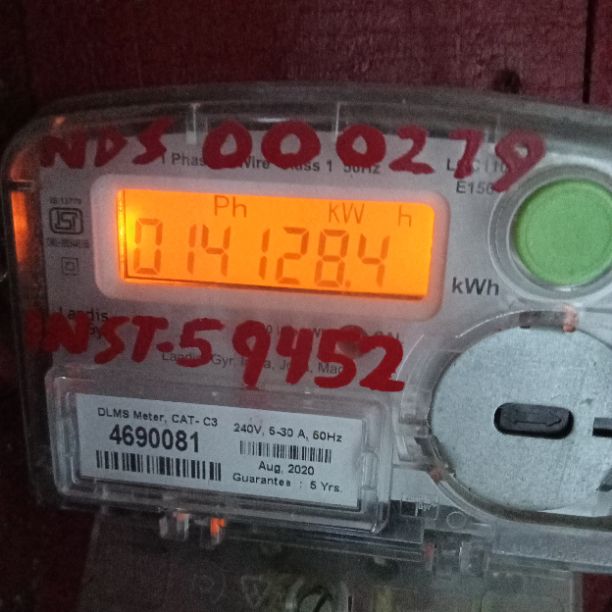 NDS 000279
1 Phase Wire Class 1 50Hz
E150
Ph kW h
014128.4
kWh
Landis
INST-59452
DLMS Meter, CAT- C3
4690081
240V, 5-30 A, 50Hz
Aug, 2020
Guarantee : 5 Yrs.